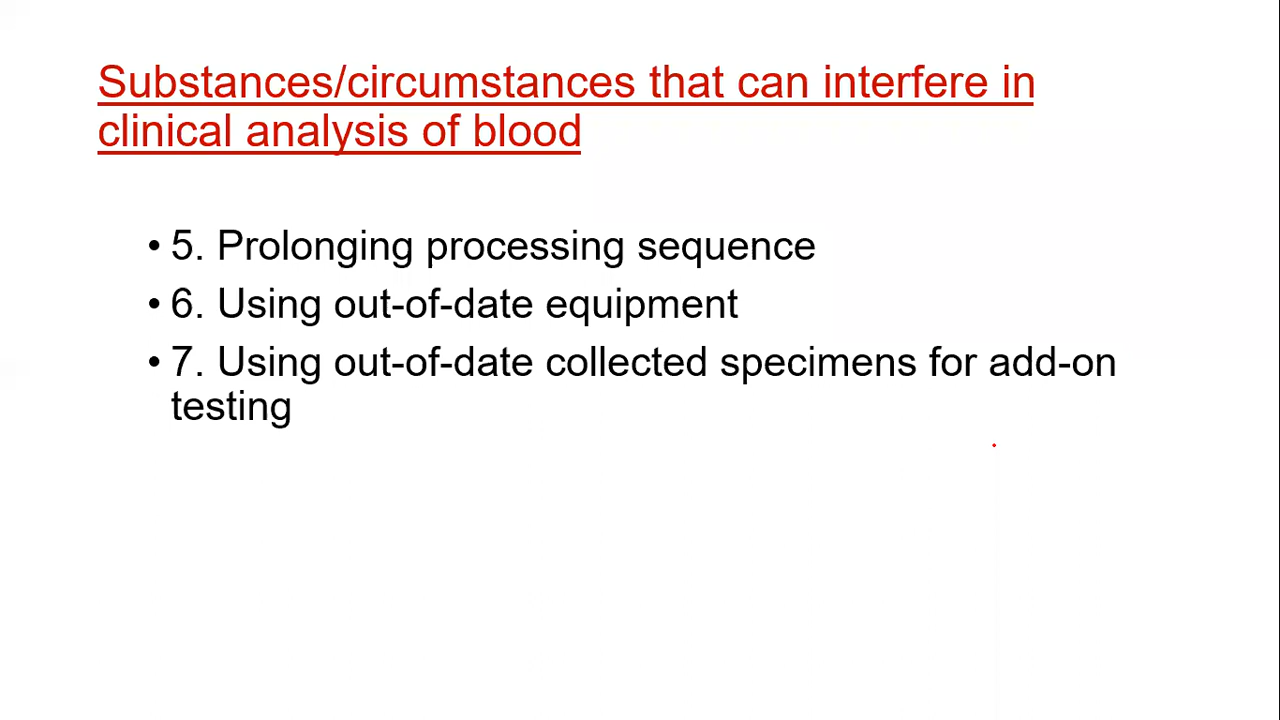 Substances/circumstances that can interfere in
clinical analysis of blood
• 5. Prolonging processing sequence
• 6. Using out-of-date equipment
• 7. Using out-of-date collected specimens for add-on
testing